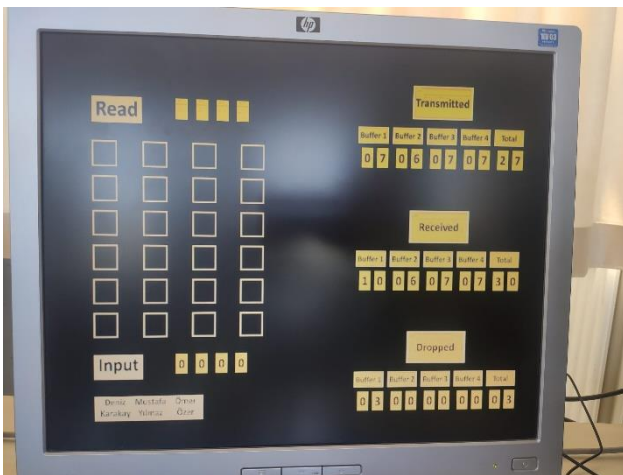 hp
Read
Transmitted
Buffer 1 Buffer 2 Buffer 3 Buffer 4 Total
0 7 0 6 0 7 0 7 2 7
Received
Buffer 1 Buffer 2 Buffer 3 Buffer 4 Total
1 0 0 6 0 7 0 7 3 0
Dropped
Buffer 1 Buffer 2 Buffer 3 Buffer 4 Total
0 3 0 0 0 0 0 0 0 3
Input 0 0 0 0
Deniz Mustafa Ömer
Karakay Yılmaz Özer